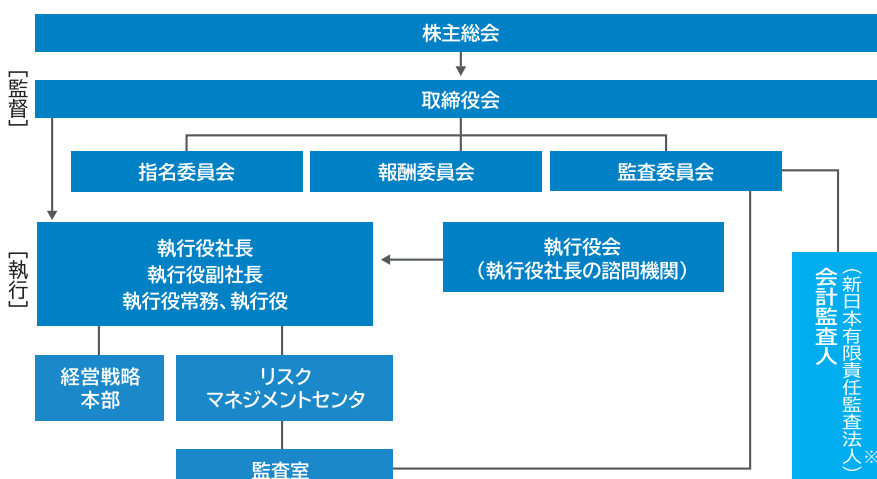 株主総会
［監督］
取締役会
指名委員会
報酬委員会
監査委員会
［執行］
執行役社長
執行役副社長
執行役常務、執行役
執行役会
（執行役社長の諮問機関）
会計監査人
（新日本有限責任監査法人）※
経営戦略
本部
リスク
マネジメントセンタ
監査室